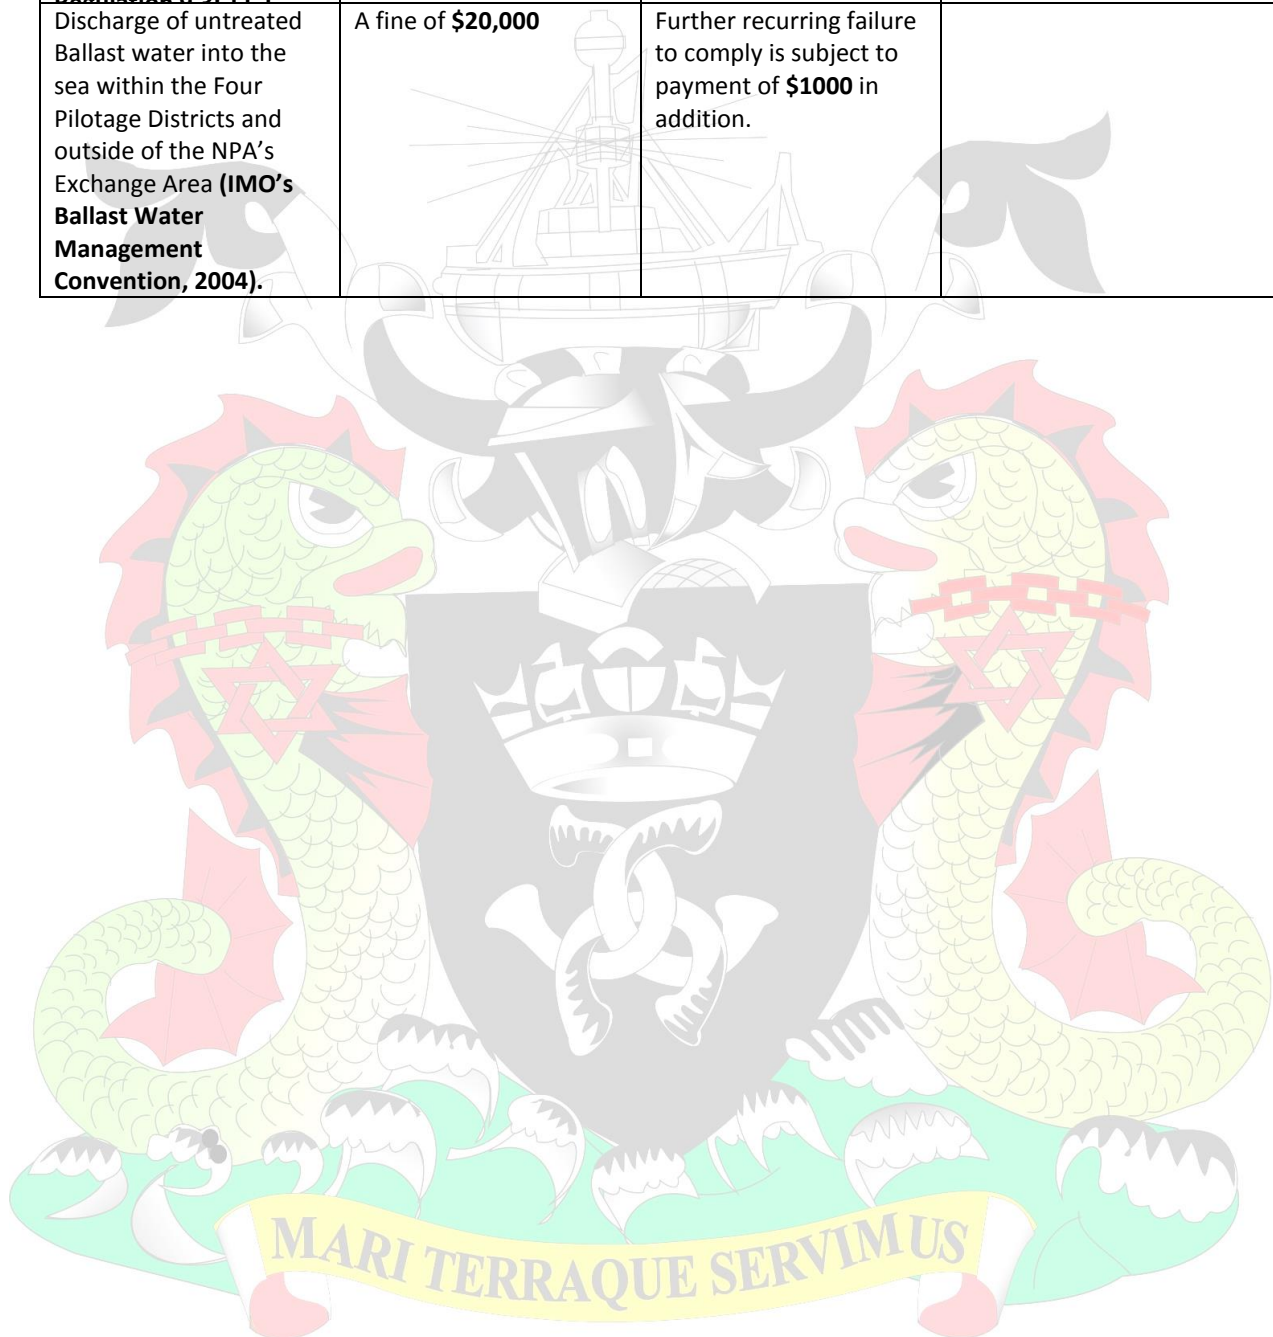 Discharge of untreated
Ballast water into the
sea within the Four
Pilotage Districts and
outside of the NPA’s
Exchange Area (IMO’s
Ballast Water
Management
Convention, 2004).
A fine of $20,000
Further recurring failure
to comply is subject to
payment of $1000 in
addition.
MARI TERRAQUE SERVIMUS